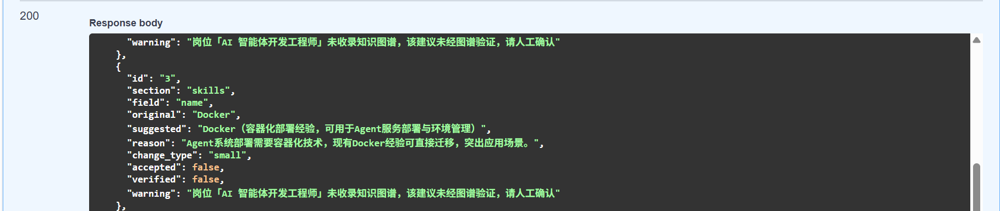 200
Response body
"warning": "岗位「AI 智能体开发工程师」未收录知识图谱，该建议未经图谱验证，请人工确认"
},
{
"id": "3",
"section": "skills",
"field": "name",
"original": "Docker",
"suggested": "Docker（容器化部署经验，可用于Agent服务部署与环境管理）",
"reason": "Agent系统部署需要容器化技术，现有Docker经验可直接迁移，突出应用场景。",
"change_type": "small",
"accepted": false,
"verified": false,
"warning": "岗位「AI 智能体开发工程师」未收录知识图谱，该建议未经图谱验证，请人工确认"
},